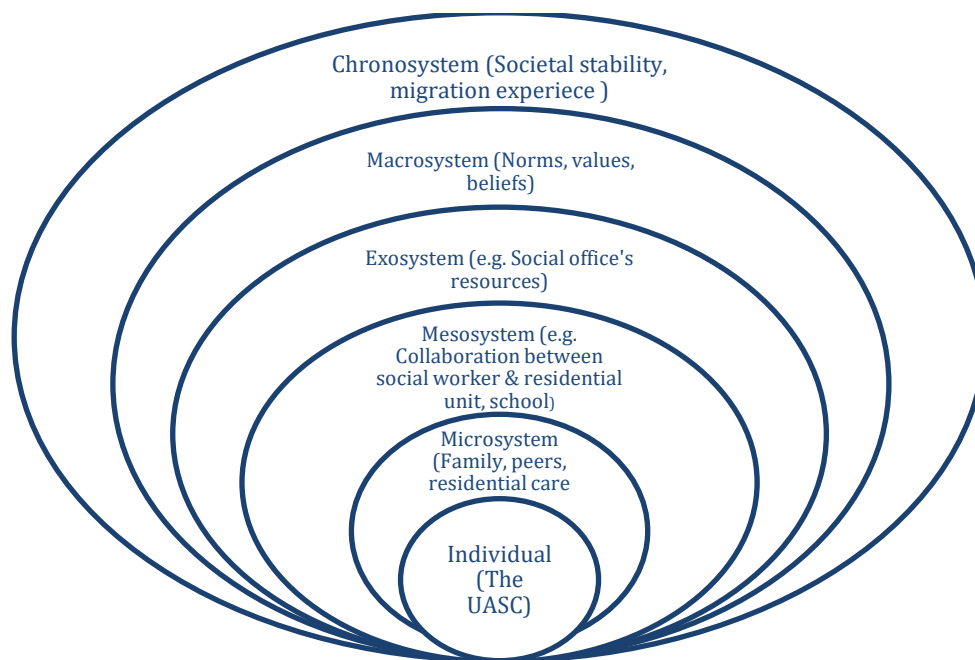 Chronosystem (Societal stability,
migration experiece )
Macrosystem (Norms, values,
beliefs)
Exosystem (e.g. Social office's
resources)
Mesosystem (e.g.
Collaboration between
social worker & residential
unit, school)
Microsystem
(Family, peers,
residential care
Individual
(The
UASC)